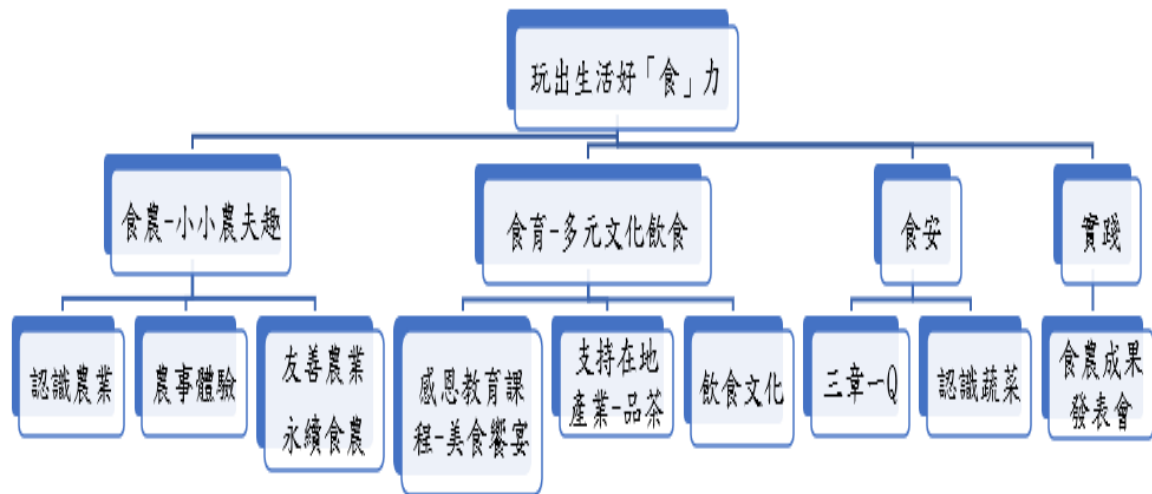 玩出生活好「食」力
食農-小小農夫趣
食育-多元文化飲食
食安
實踐
認識農業
農事體驗
友善農業
永續食農
感恩教育課
程-美食饗宴
支持在地
產業-品茶
飲食文化
三章一Q
認識蔬菜
食農成果
發表會